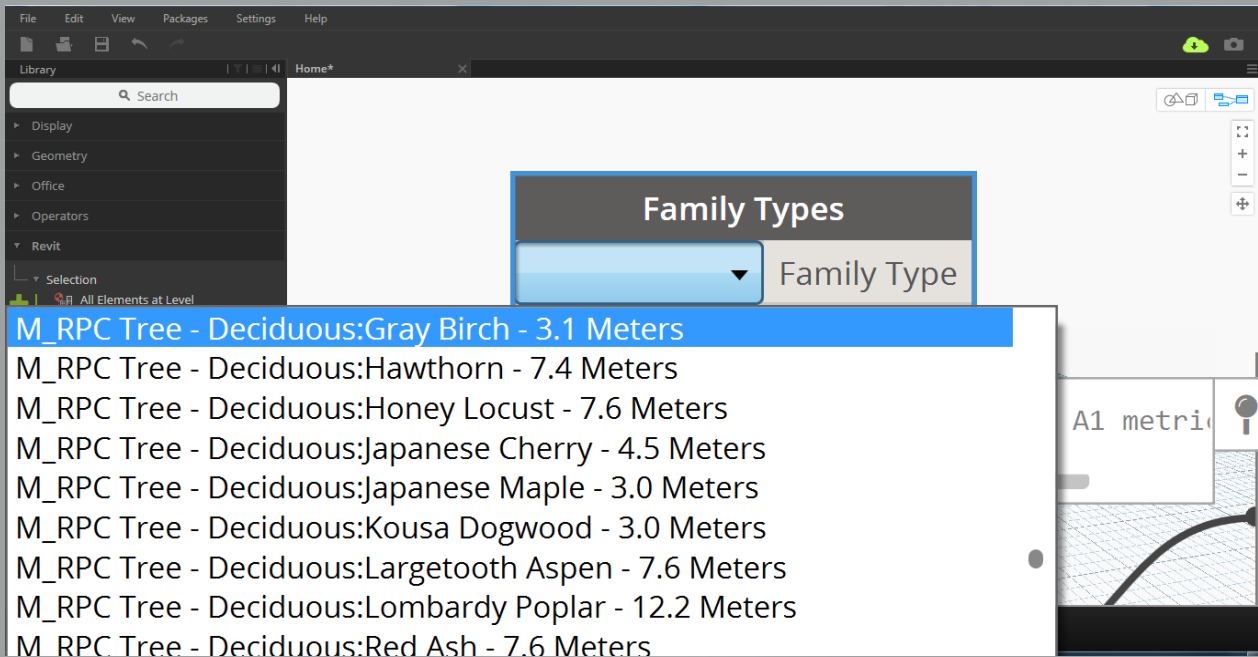 File Edit View Packages Settings Help
Library
Home*
Search
Display
Geometry
Office
Operators
Revit
Selection
All Elements at Level
Family Types
Family Type
M_RPC Tree - Deciduous:Gray Birch - 3.1 Meters
M_RPC Tree - Deciduous:Hawthorn - 7.4 Meters
M_RPC Tree - Deciduous:Honey Locust - 7.6 Meters
M_RPC Tree - Deciduous:Japanese Cherry - 4.5 Meters
M_RPC Tree - Deciduous:Japanese Maple - 3.0 Meters
M_RPC Tree - Deciduous:Kousa Dogwood - 3.0 Meters
M_RPC Tree - Deciduous:Largetooth Aspen - 7.6 Meters
M_RPC Tree - Deciduous:Lombardy Poplar - 12.2 Meters
M_RPC Tree - Deciduous:Red Ash - 7.6 Meters
A1 metri